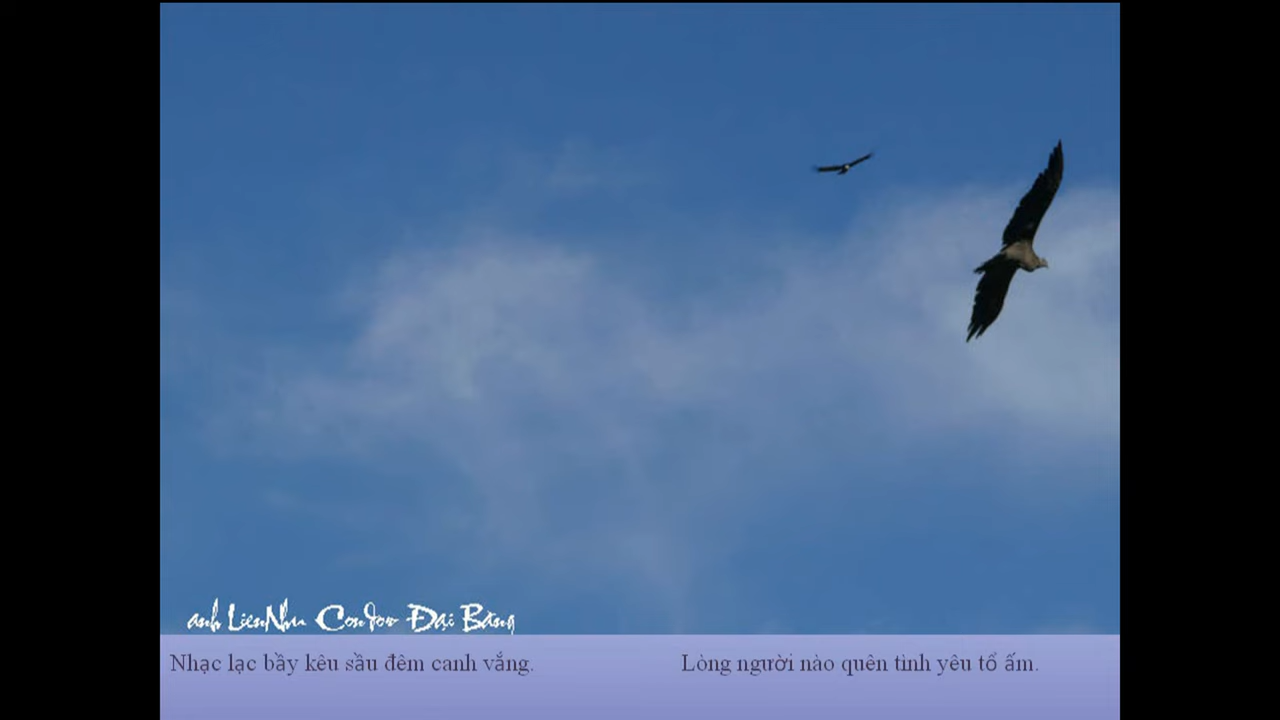 anh LiênNhu Condor Đại Bàng
Nhạc lạc bầy kêu sầu đêm canh vắng. Lòng người nào quên tình yêu tổ ấm.